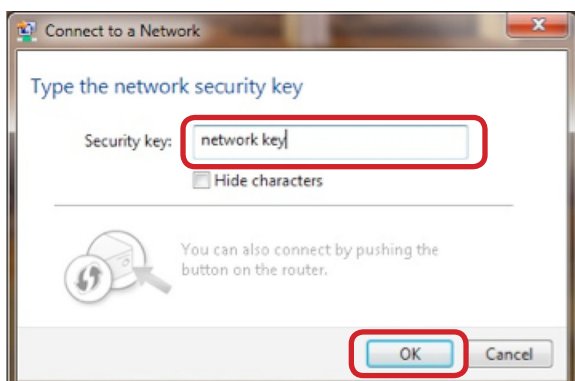 Connect to a Network
Type the network security key
Security key: network key
Hide characters
You can also connect by pushing the
button on the router.
OK Cancel